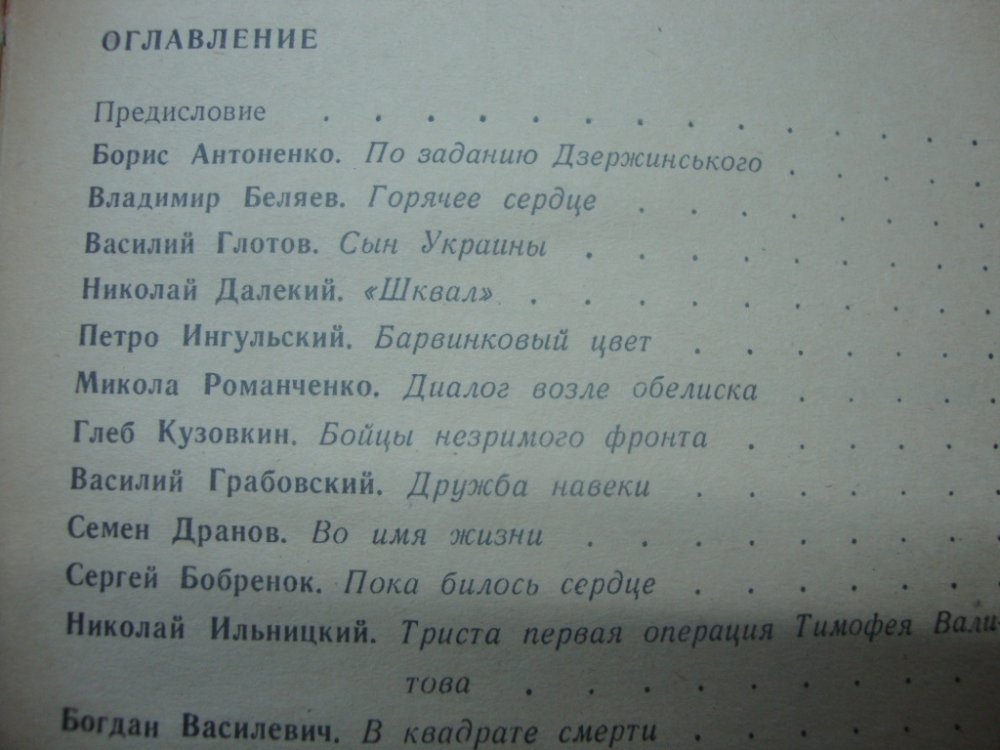 ОГЛАВЛЕНИЕ
Предисловие . . . . . . . . . . . . .
Борис Антоненко. По заданию Дзержинського . . . .
Владимир Беляев. Горячее сердце . . . . . . .
Василий Глотов. Сын Украины . . . . . . . .
Николай Далекий. «Шквал» . . . . . . . . .
Петро Ингульский. Барвинковый цвет . . . . . .
Микола Романченко. Диалог возле обелиска . . . .
Глеб Кузовкин. Бойцы незримого фронта . . . . .
Василий Грабовский. Дружба навеки . . . . . .
Семен Дранов. Во имя жизни . . . . . . . .
Сергей Бобренок. Пока билось сердце . . . . . .
Николай Ильницкий. Триста первая операция Тимофея Вали-
това . . . . . . . . .
Богдан Василевич. В квадрате смерти . . . . . .